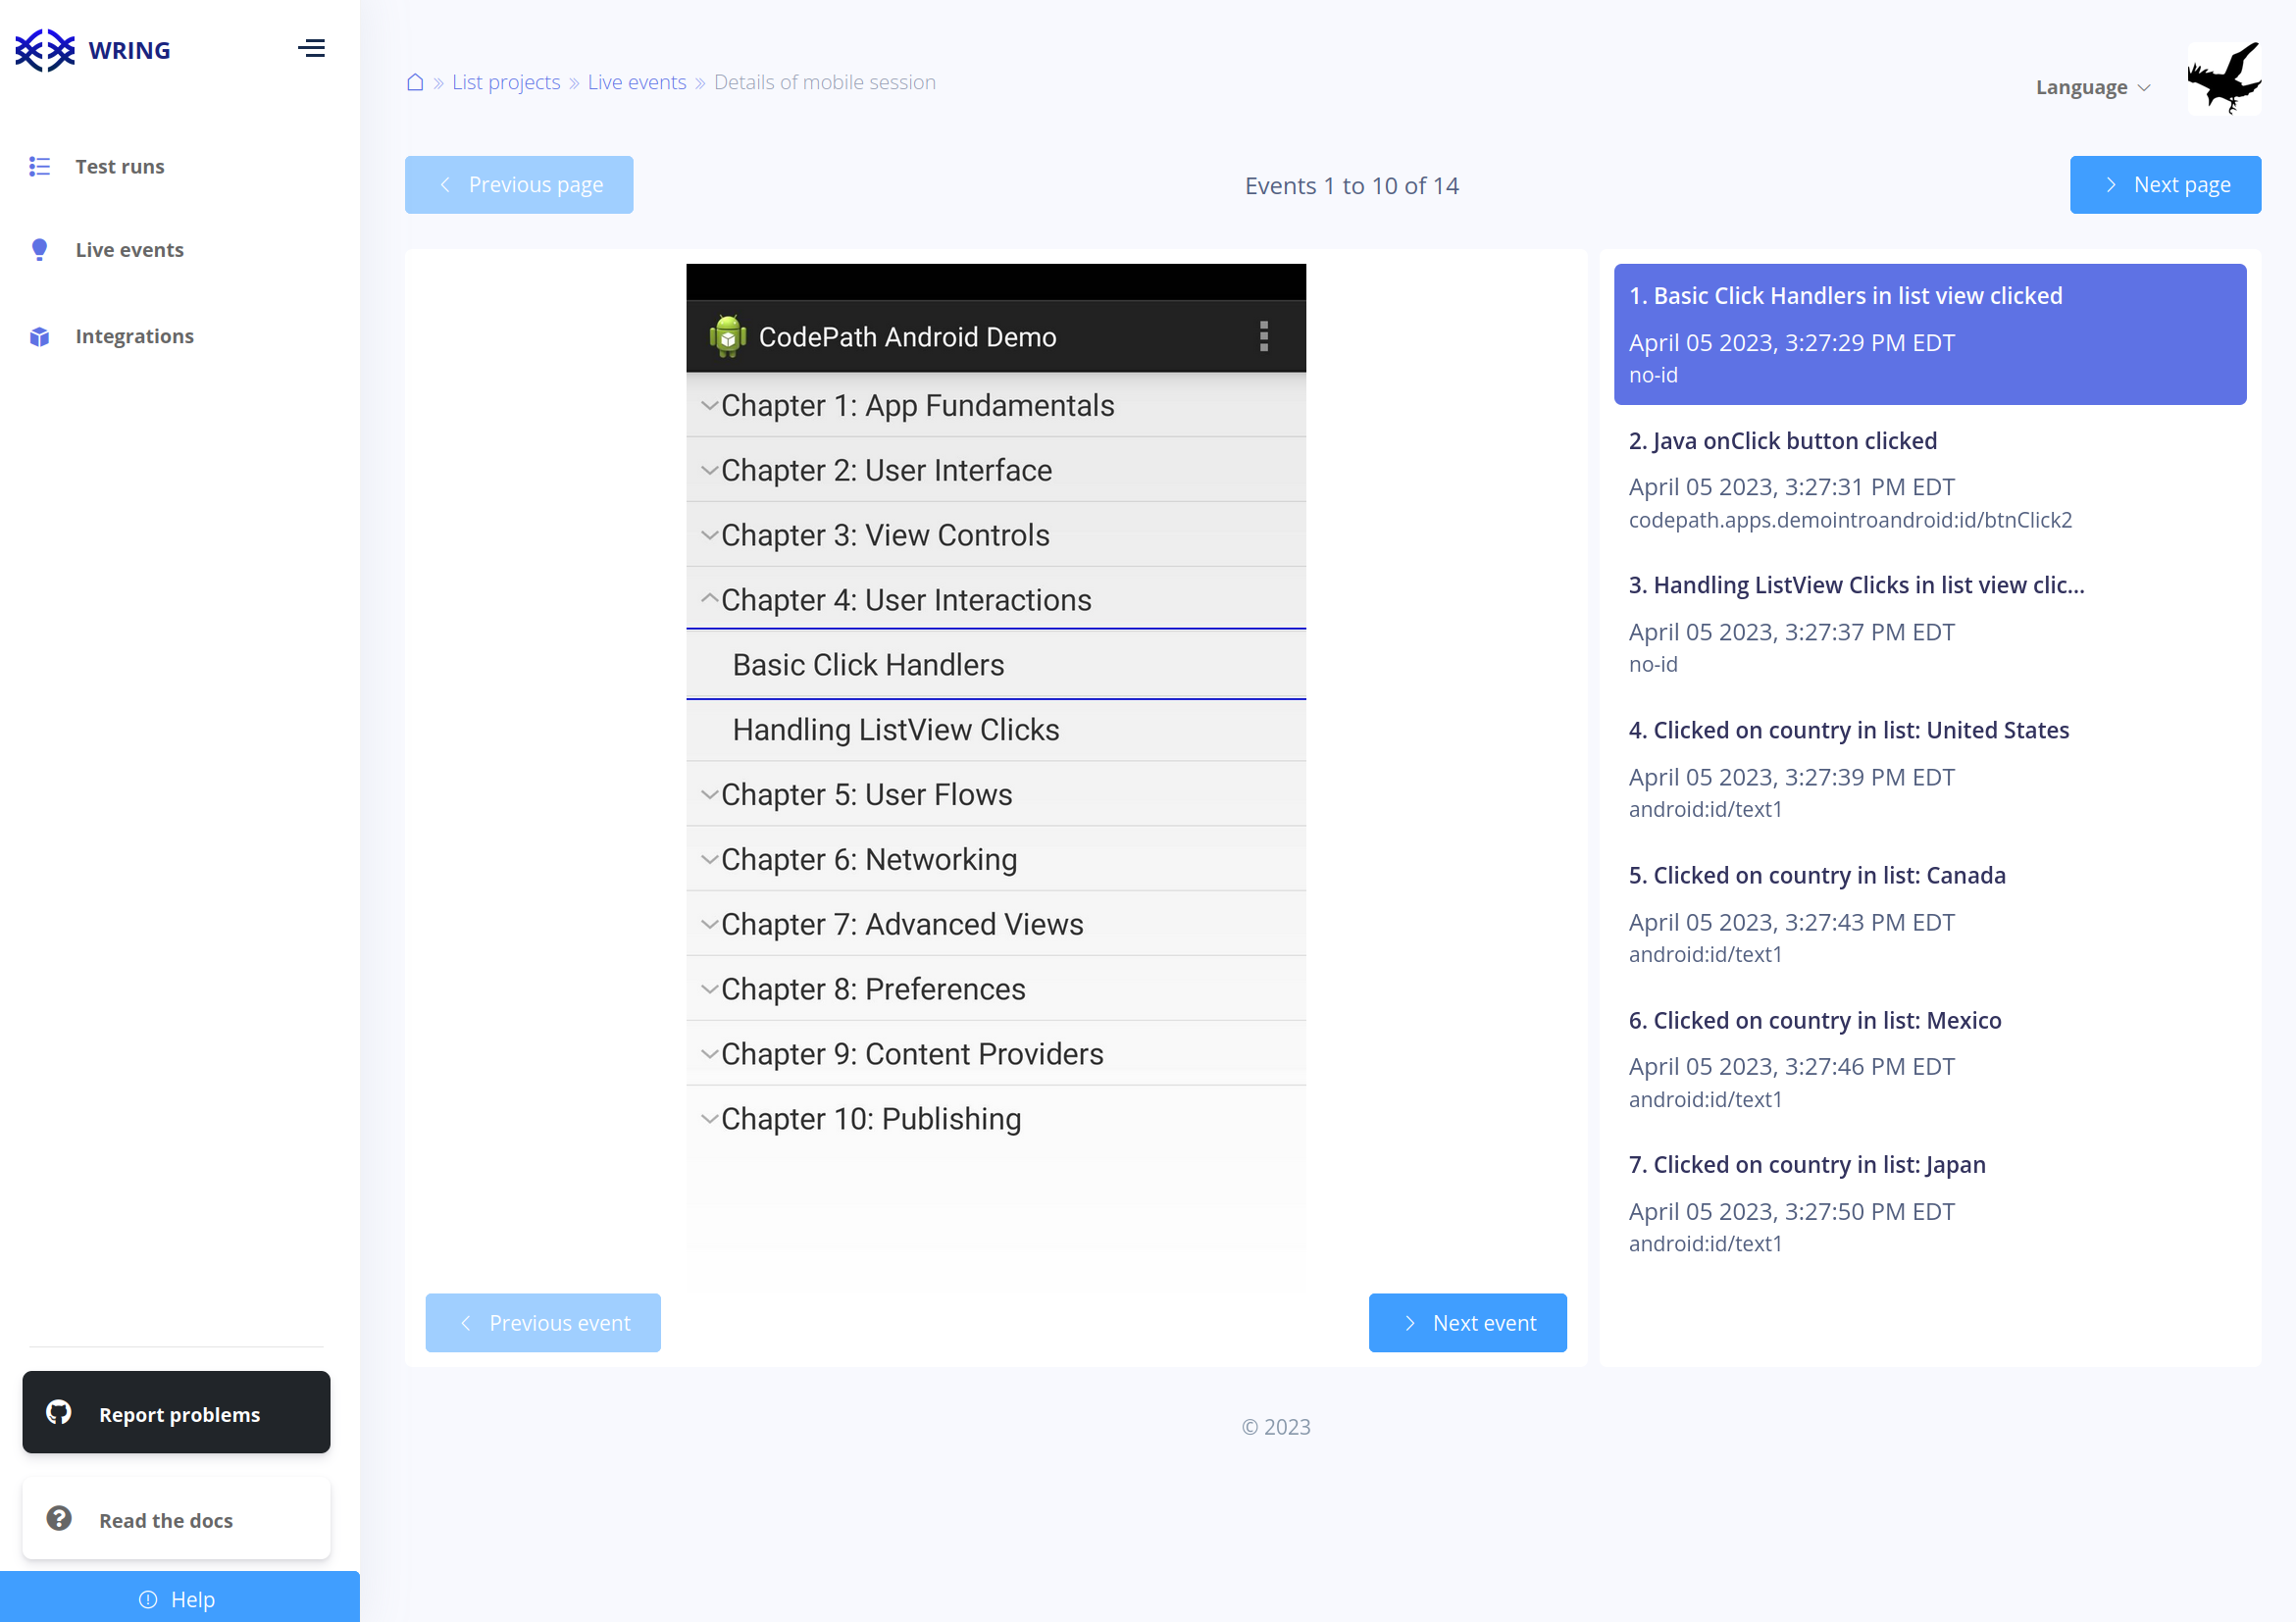 WRING
Test runs
Live events
Integrations
Report problems
Read the docs
Help
» List projects » Live events » Details of mobile session
Language
Previous page
Events 1 to 10 of 14
Next page
CodePath Android Demo
Chapter 1: App Fundamentals
Chapter 2: User Interface
Chapter 3: View Controls
Chapter 4: User Interactions
Basic Click Handlers
Handling ListView Clicks
Chapter 5: User Flows
Chapter 6: Networking
Chapter 7: Advanced Views
Chapter 8: Preferences
Chapter 9: Content Providers
Chapter 10: Publishing
Previous event
Next event
1. Basic Click Handlers in list view clicked
April 05 2023, 3:27:29 PM EDT
no-id
2. Java onClick button clicked
April 05 2023, 3:27:31 PM EDT
codepath.apps.demointroandroid:id/btnClick2
3. Handling ListView Clicks in list view clic...
April 05 2023, 3:27:37 PM EDT
no-id
4. Clicked on country in list: United States
April 05 2023, 3:27:39 PM EDT
android:id/text1
5. Clicked on country in list: Canada
April 05 2023, 3:27:43 PM EDT
android:id/text1
6. Clicked on country in list: Mexico
April 05 2023, 3:27:46 PM EDT
android:id/text1
7. Clicked on country in list: Japan
April 05 2023, 3:27:50 PM EDT
android:id/text1
© 2023